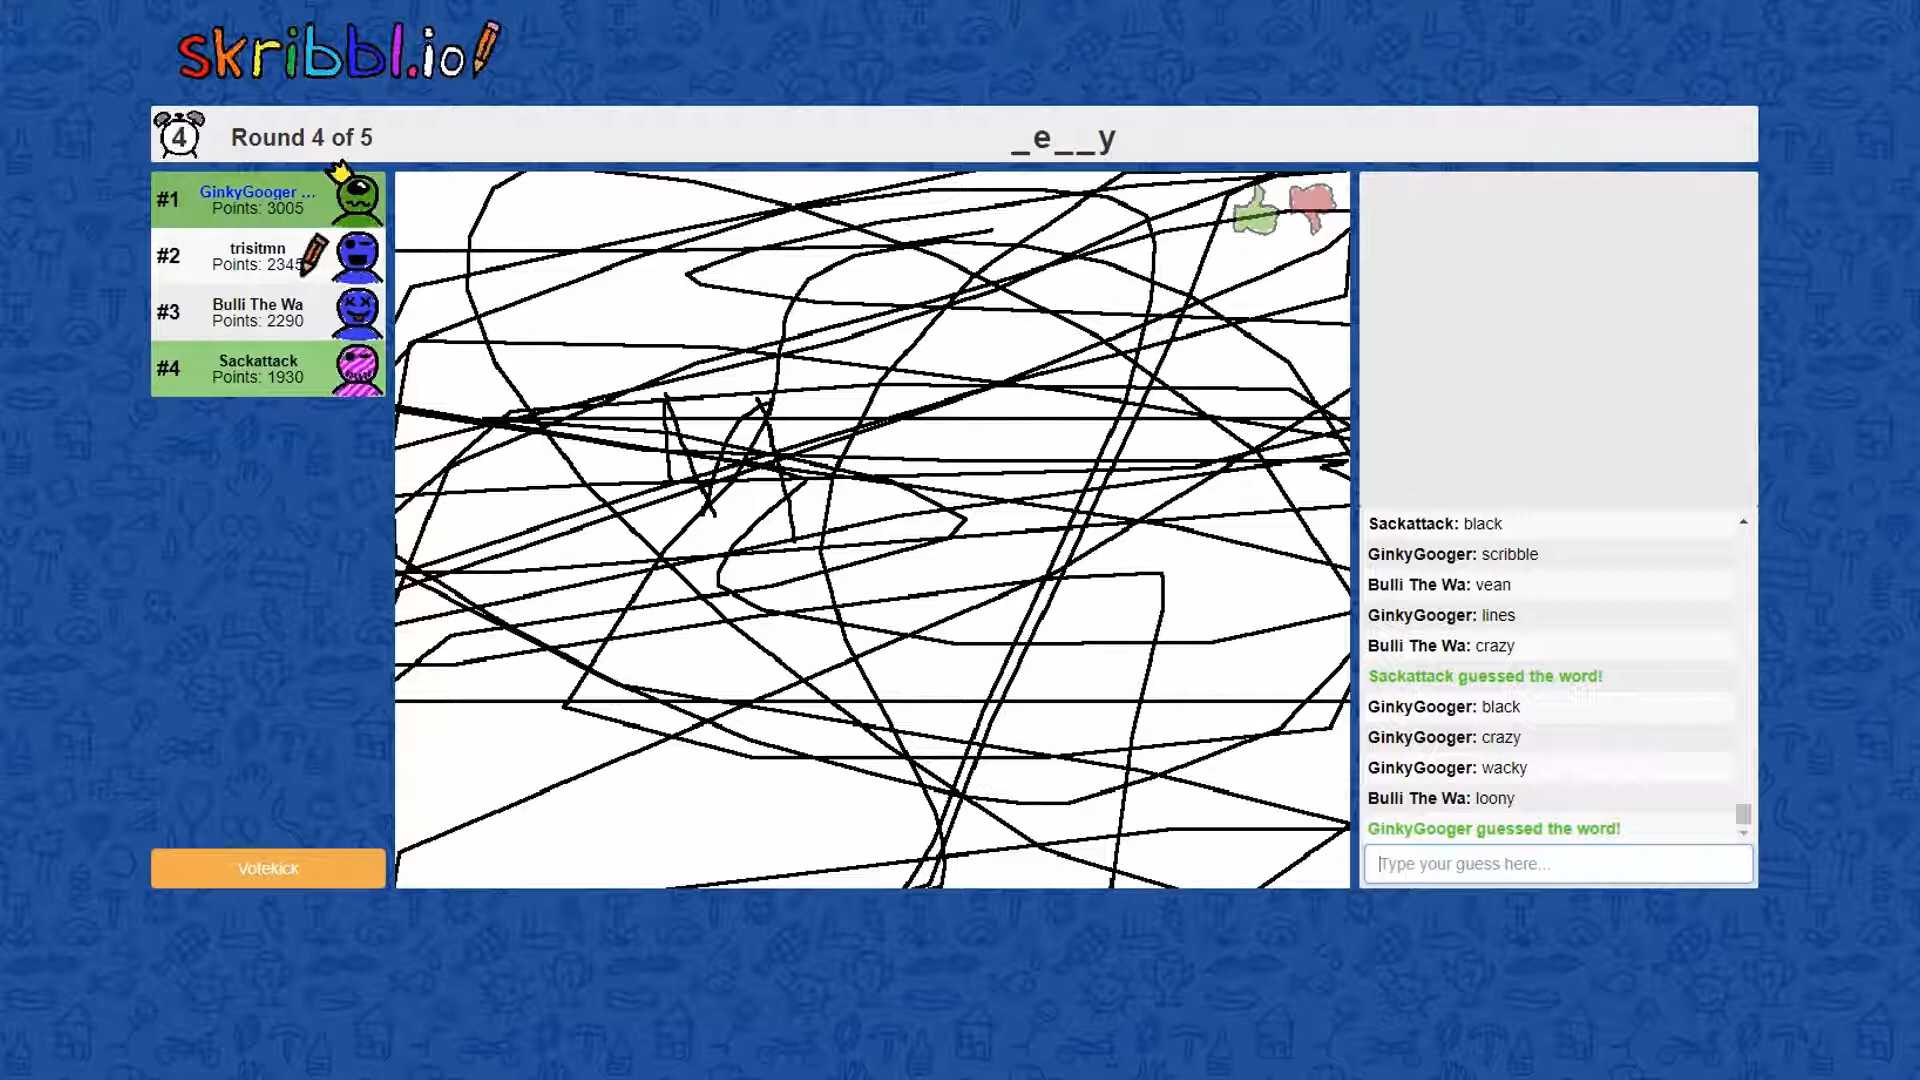 skribbl.io
4
Round 4 of 5
_e__y
#1
GinkyGooger ...
Points: 3005
#2
trisitmn
Points: 2345
#3
Bulli The Wa
Points: 2290
#4
Sackattack
Points: 1930
Votekick
Sackattack: black
GinkyGooger: scribble
Bulli The Wa: vean
GinkyGooger: lines
Bulli The Wa: crazy
Sackattack guessed the word!
GinkyGooger: black
GinkyGooger: crazy
GinkyGooger: wacky
Bulli The Wa: loony
GinkyGooger guessed the word!
Type your guess here...